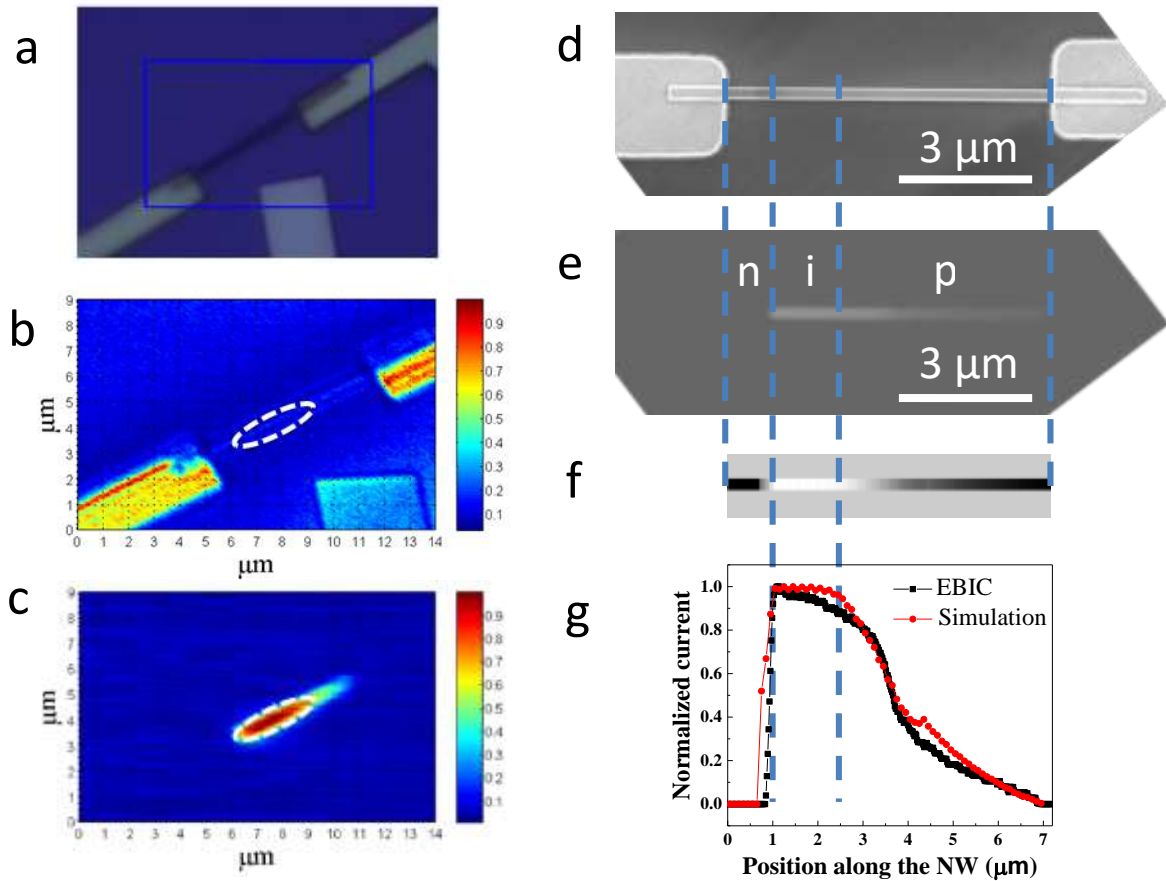 a
b
9
8
7
6
5
4
3
2
1
0
0 1 2 3 4 5 6 7 8 9 10 11 12 13 14
μm
μm
0.9
0.8
0.7
0.6
0.5
0.4
0.3
0.2
0.1
c
9
8
7
6
5
4
3
2
1
0
0 1 2 3 4 5 6 7 8 9 10 11 12 13 14
μm
μm
0.9
0.8
0.7
0.6
0.5
0.4
0.3
0.2
0.1
d
3 μm
e
n i p
3 μm
f
g
EBIC
Simulation
1.0
0.8
0.6
0.4
0.2
0.0
Normalized current
0 1 2 3 4 5 6 7
Position along the NW (μm)